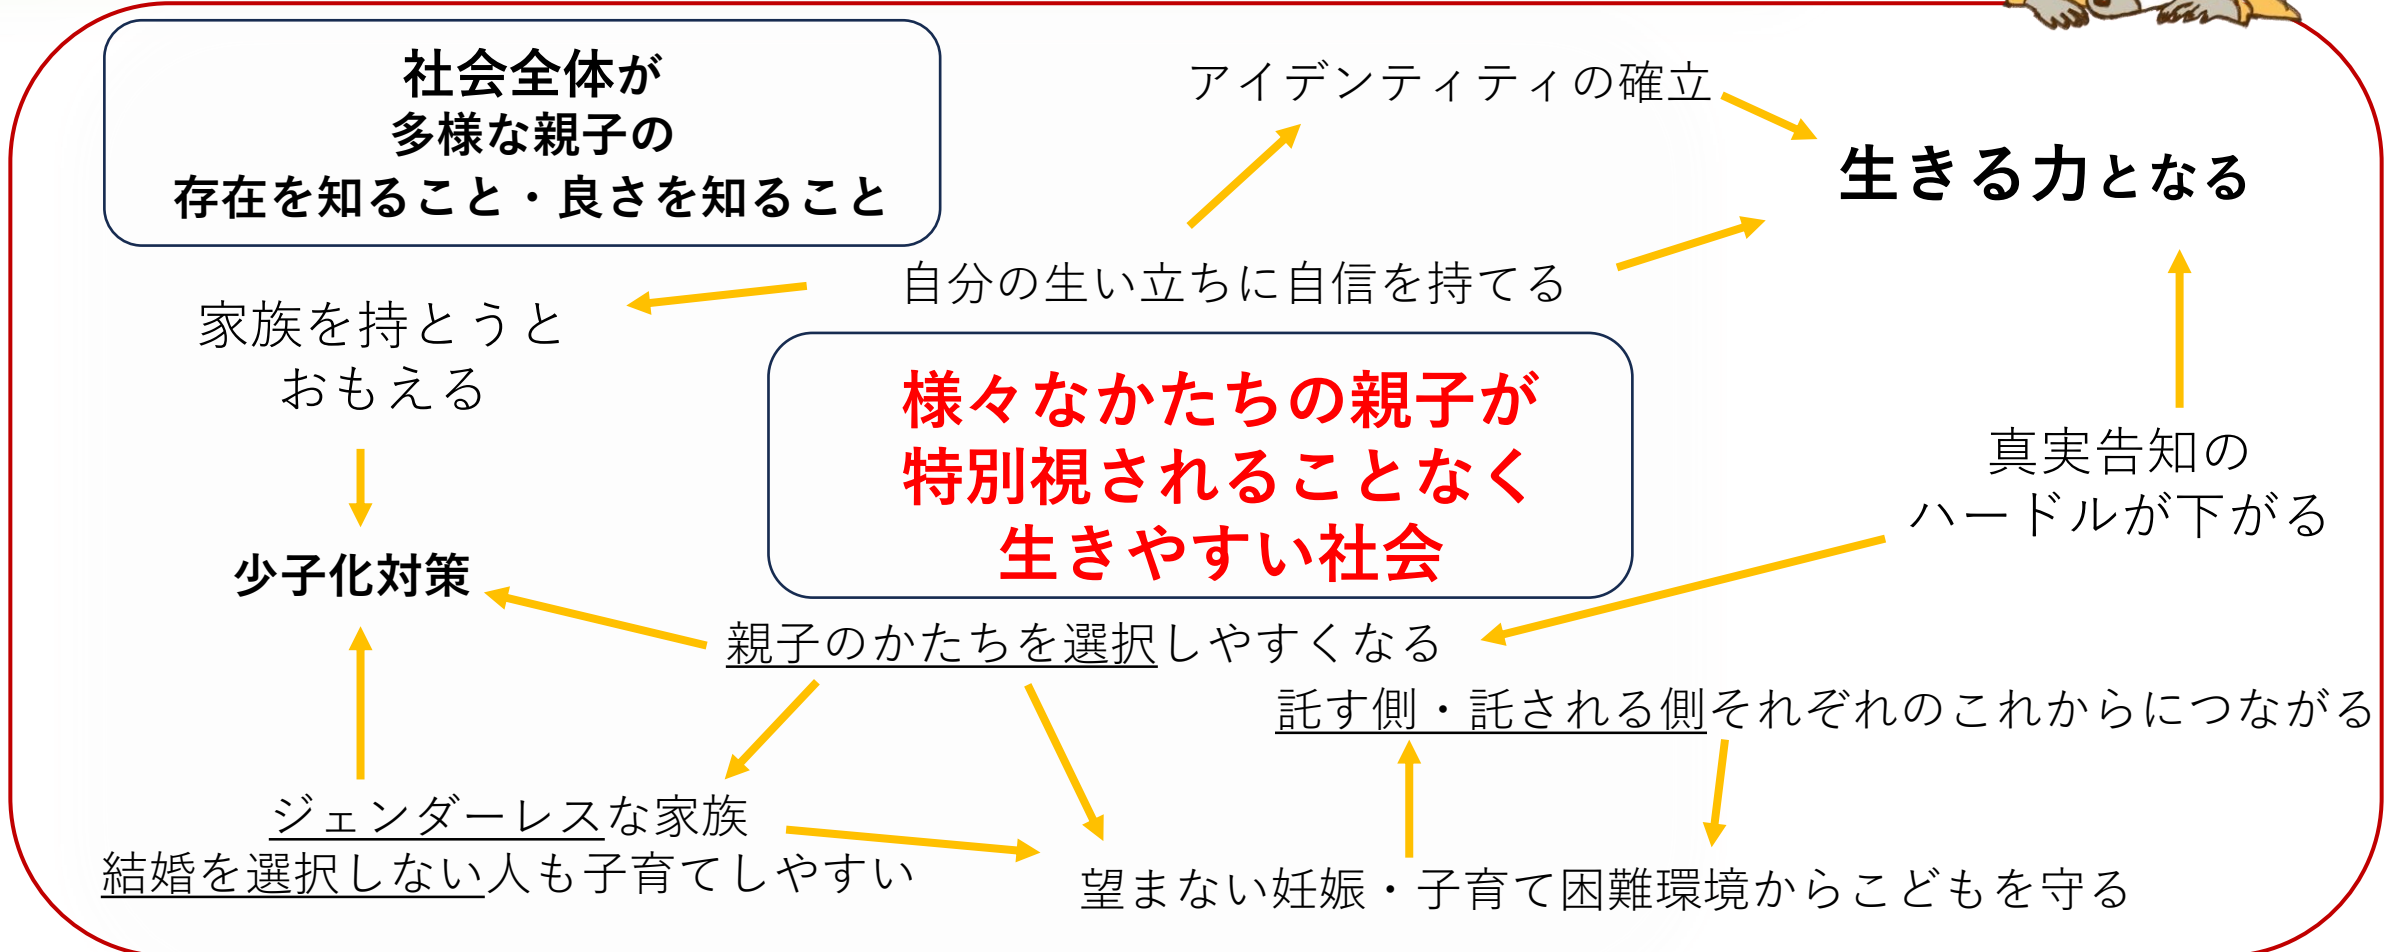 社会全体が
多様な親子の
存在を知ること・良さを知ること
アイデンティティの確立
生きる力となる
自分の生い立ちに自信を持てる
家族を持とうと
おもえる
様々なかたちの親子が
特別視されることなく
生きやすい社会
真実告知の
ハードルが下がる
少子化対策
親子のかたちを選択しやすくなる
託す側・託される側それぞれのこれからにつながる
ジェンダーレスな家族
結婚を選択しない人も子育てしやすい
望まない妊娠・子育て困難環境からこどもを守る